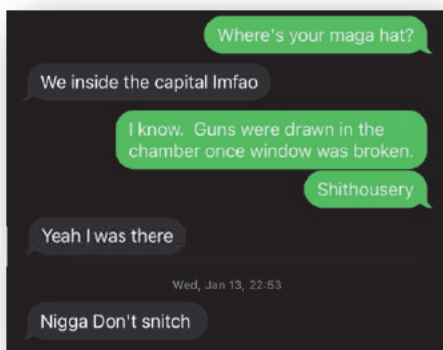 Where's your maga hat?
We inside the capital lmfao
I know.  Guns were drawn in the
chamber once window was broken.
Shithousery
Yeah I was there
Wed, Jan 13, 22:53
Nigga Don't snitch